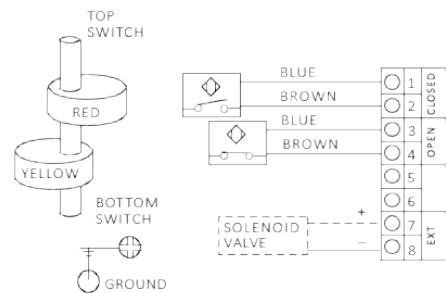 TOP
SWITCH
RED
YELLOW
BOTTOM
SWITCH
GROUND
BLUE
BROWN
BLUE
BROWN
SOLENOID
VALVE
+
–
1
2
3
4
5
6
7
8
CLOSED
OPEN
EXT